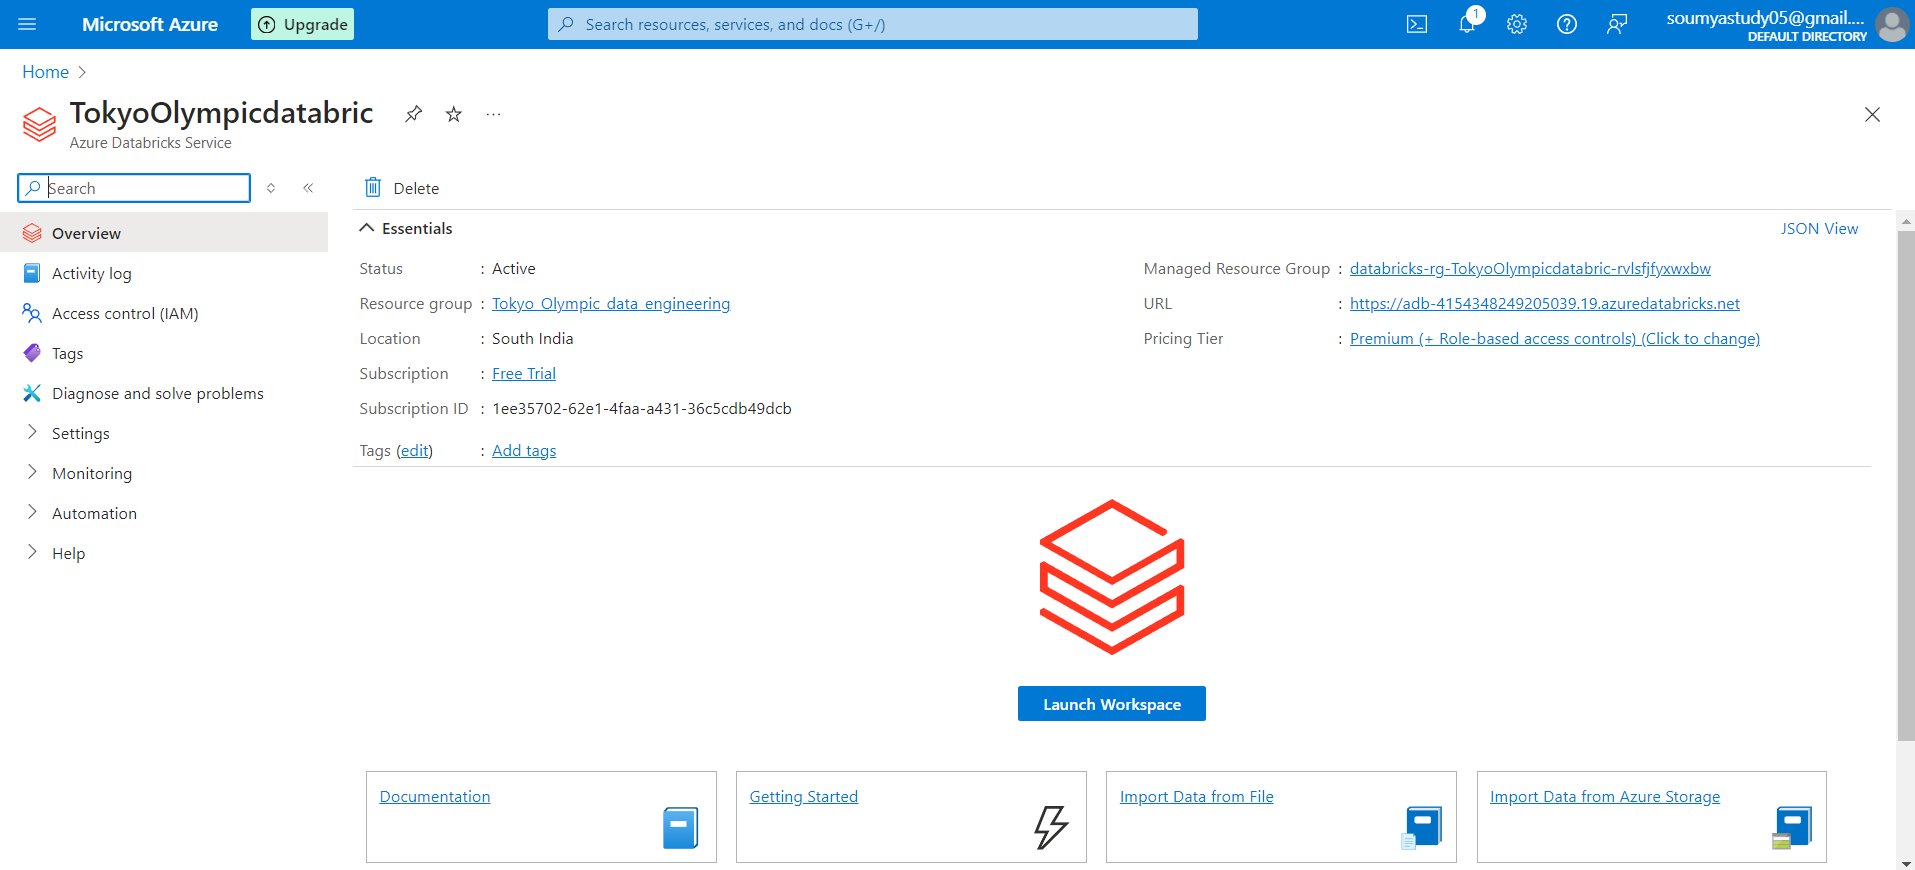 Microsoft Azure
Upgrade
Search resources, services, and docs (G+/)
1
soumyastudy05@gmail....
DEFAULT DIRECTORY
Home
TokyoOlympicdatabric
Azure Databricks Service
Search
Delete
Overview
Activity log
Access control (IAM)
Tags
Diagnose and solve problems
Settings
Monitoring
Automation
Help
Essentials
JSON View
Status : Active
Resource group : Tokyo_Olympic_data_engineering
Location : South India
Subscription : Free Trial
Subscription ID : 1ee35702-62e1-4faa-a431-36c5cdb49dcb
Tags (edit) : Add tags
Managed Resource Group : databricks-rg-TokyoOlympicdatabric-rvlsfjfyxwxbw
URL : https://adb-4154348249205039.19.azuredatabricks.net
Pricing Tier : Premium (+ Role-based access controls) (Click to change)
Launch Workspace
Documentation
Getting Started
Import Data from File
Import Data from Azure Storage